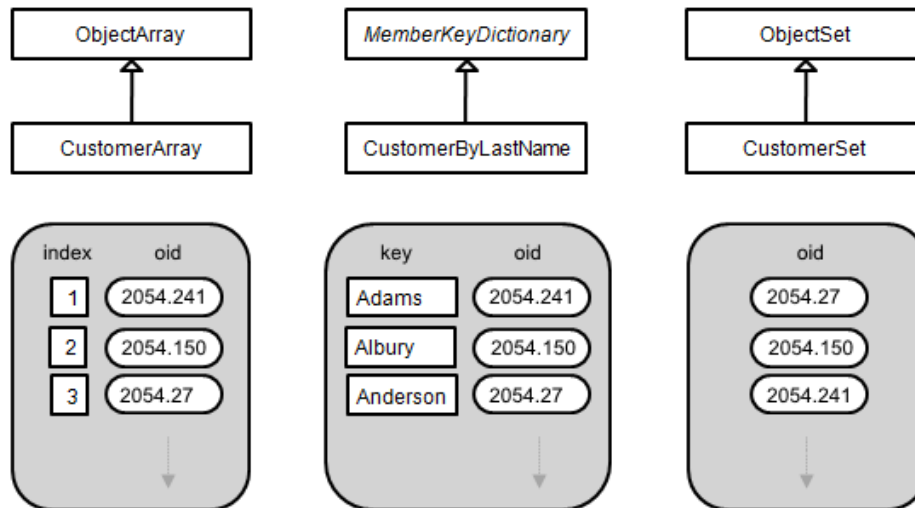 ObjectArray
MemberKeyDictionary
ObjectSet
CustomerArray
CustomerByLastName
CustomerSet
index oid
1 2054.241
2 2054.150
3 2054.27
key oid
Adams 2054.241
Albury 2054.150
Anderson 2054.27
oid
2054.27
2054.150
2054.241